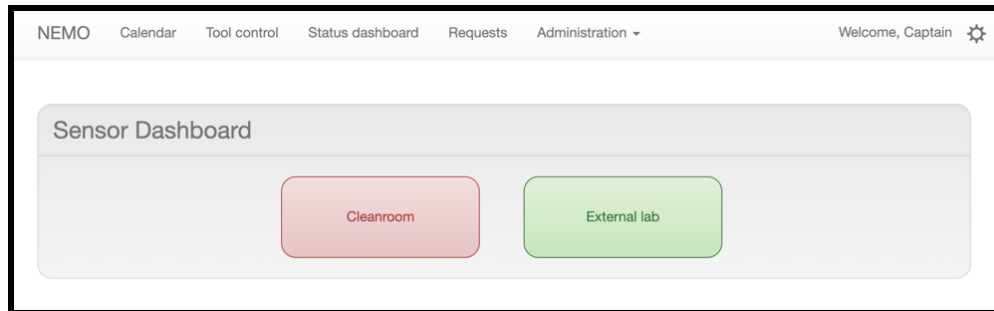 NEMO Calendar Tool control Status dashboard Requests Administration Welcome, Captain
Sensor Dashboard
Cleanroom External lab